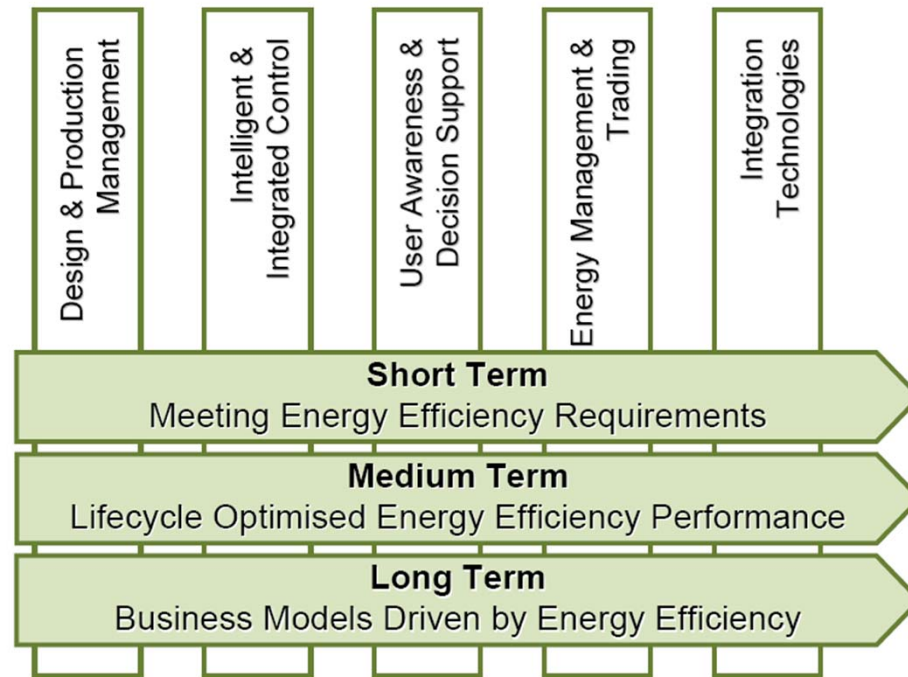 Design & Production
Management
Intelligent &
Integrated Control
User Awareness &
Decision Support
Energy Management &
Trading
Integration
Technologies
Short Term
Meeting Energy Efficiency Requirements
Medium Term
Lifecycle Optimised Energy Efficiency Performance
Long Term
Business Models Driven by Energy Efficiency